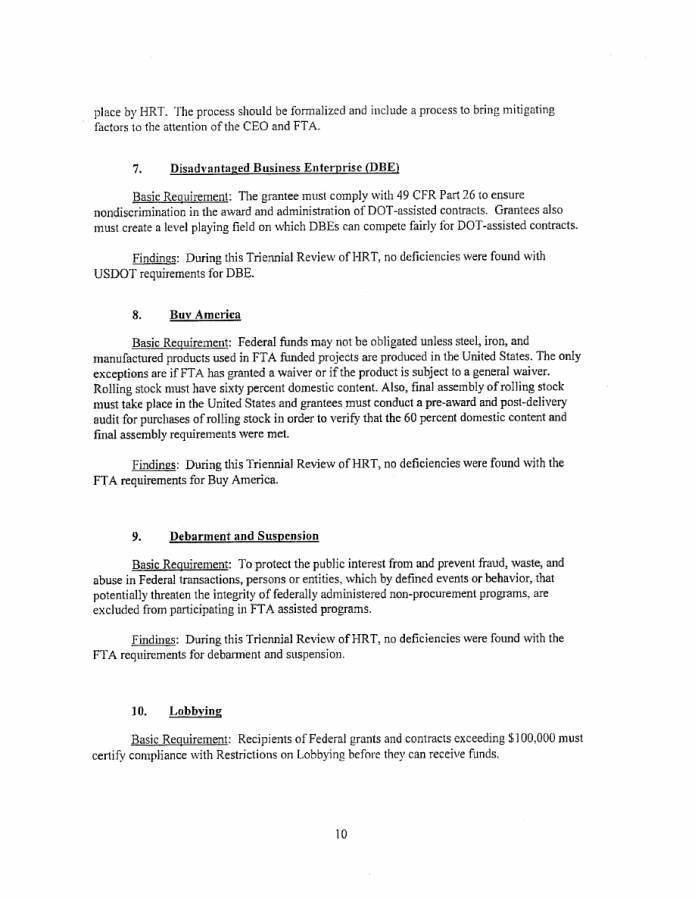 place by HRT. The process should be formalized and include a process to bring mitigating
factors to the attention of the CEO and FTA.
7. Disadvantaged Business Enterprise (DBE)
Basic Requirement: The grantee must comply with 49 CFR Part 26 to ensure
nondiscrimination in the award and administration of DOT-assisted contracts. Grantees also
must create a level playing field on which DBEs can compete fairly for DOT-assisted contracts.
Findings: During this Triennial Review of HRT, no deficiencies were found with
USDOT requirements for DBE.
8. Buy America
Basic Requirement: Federal funds may not be obligated unless steel, iron, and
manufactured products used in FTA funded projects are produced in the United States. The only
exceptions are if FTA has granted a waiver or if the product is subject to a general waiver.
Rolling stock must have sixty percent domestic content. Also, final assembly of rolling stock
must take place in the United States and grantees must conduct a pre-award and post-delivery
audit for purchases of rolling stock in order to verify that the 60 percent domestic content and
final assembly requirements were met.
Findings: During this Triennial Review of HRT, no deficiencies were found with the
FTA requirements for Buy America.
9. Debarment and Suspension
Basic Requirement: To protect the public interest from and prevent fraud, waste, and
abuse in Federal transactions, persons or entities, which by defined events or behavior, that
potentially threaten the integrity of federally administered non-procurement programs, are
excluded from participating in FTA assisted programs.
Findings: During this Triennial Review of HRT, no deficiencies were found with the
FTA requirements for debarment and suspension.
10. Lobbying
Basic Requirement: Recipients of Federal grants and contracts exceeding $100,000 must
certify compliance with Restrictions on Lobbying before they can receive funds.
10